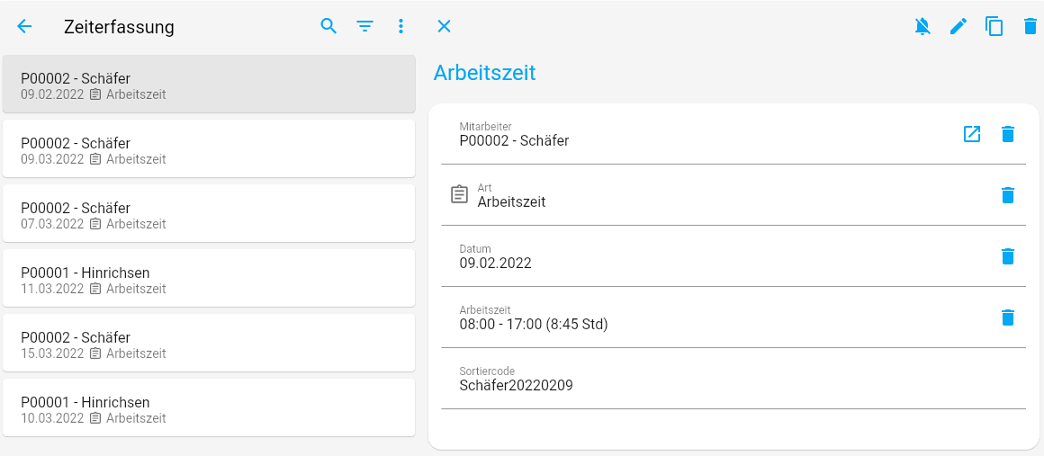 Zeiterfassung
P00002 - Schäfer
09.02.2022 Arbeitszeit
P00002 - Schäfer
09.03.2022 Arbeitszeit
P00002 - Schäfer
07.03.2022 Arbeitszeit
P00001 - Hinrichsen
11.03.2022 Arbeitszeit
P00002 - Schäfer
15.03.2022 Arbeitszeit
P00001 - Hinrichsen
10.03.2022 Arbeitszeit
Arbeitszeit
Mitarbeiter
P00002 - Schäfer
Art
Arbeitszeit
Datum
09.02.2022
Arbeitszeit
08:00 - 17:00 (8:45 Std)
Sortiercode
Schäfer20220209